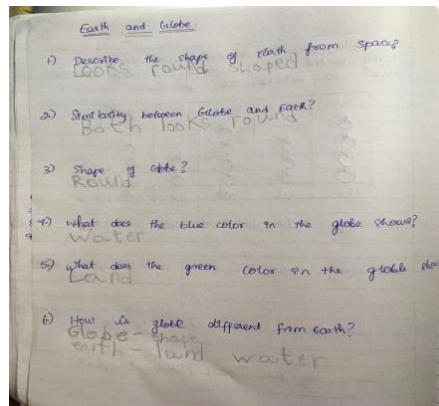 Earth and Globe.
1) Describe the shape of Earth from space?
Looks round shaped
2) Similarity between Globe and Earth?
Both looks round
3) Shape of Globe?
Round
4) what does the blue color in the globe shows?
Water
5) what does the green color in the globe show
Land
6) How is globe different from earth?
Globe - shape
earth - land water